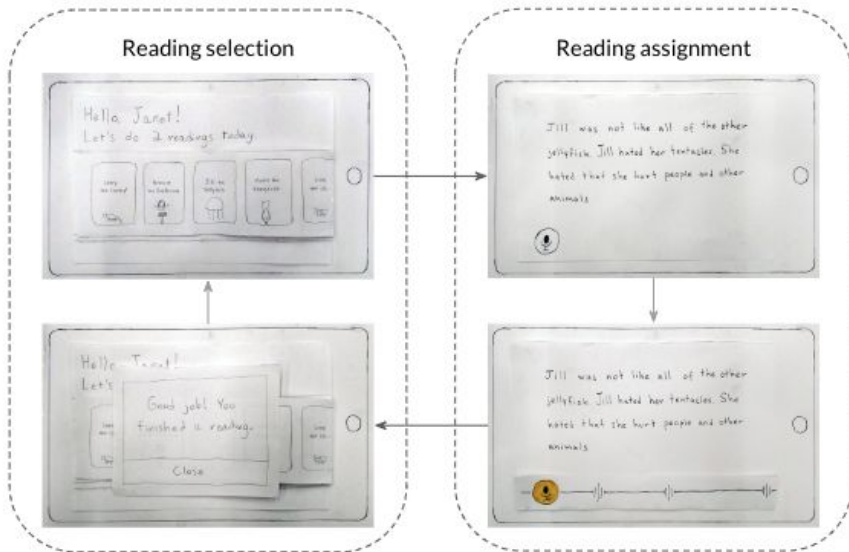 Reading selection
Hello, Janet!
Let's do 2 readings today.
Jill the
Jellyfish
Reading assignment
Jill was not like all of the other
jellyfish. Jill hated her tentacles. She
hated that she hurt people and other
animals
Hello, Janet!
Let's
Good job! You
finished a reading.
Close
Jill was not like all of the other
jellyfish. Jill hated her tentacles. She
hated that she hurt people and other
animals